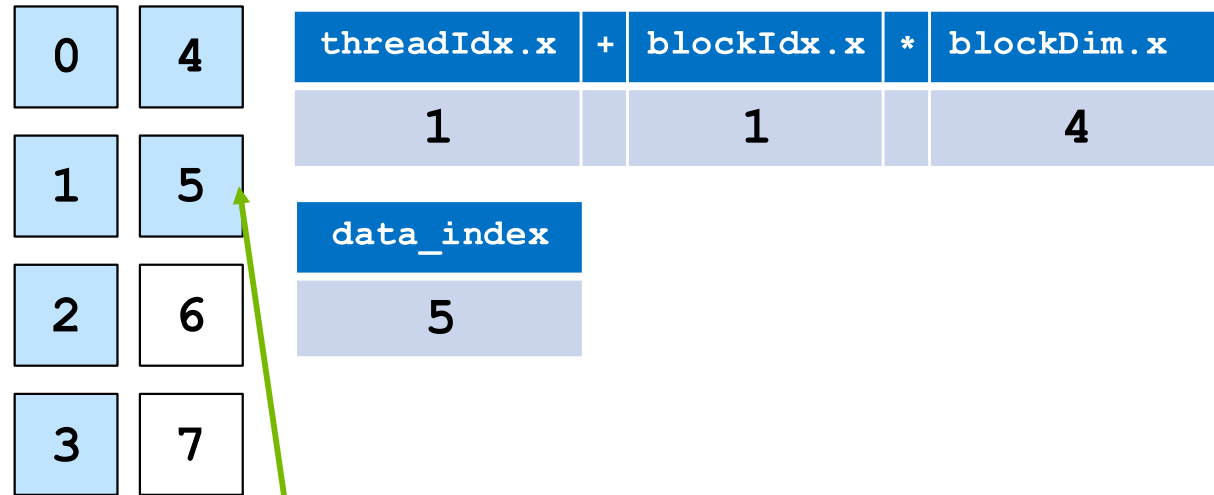 0 4
threadIdx.x + blockIdx.x * blockDim.x
1 1 4
1 5
data_index
5
2 6
3 7